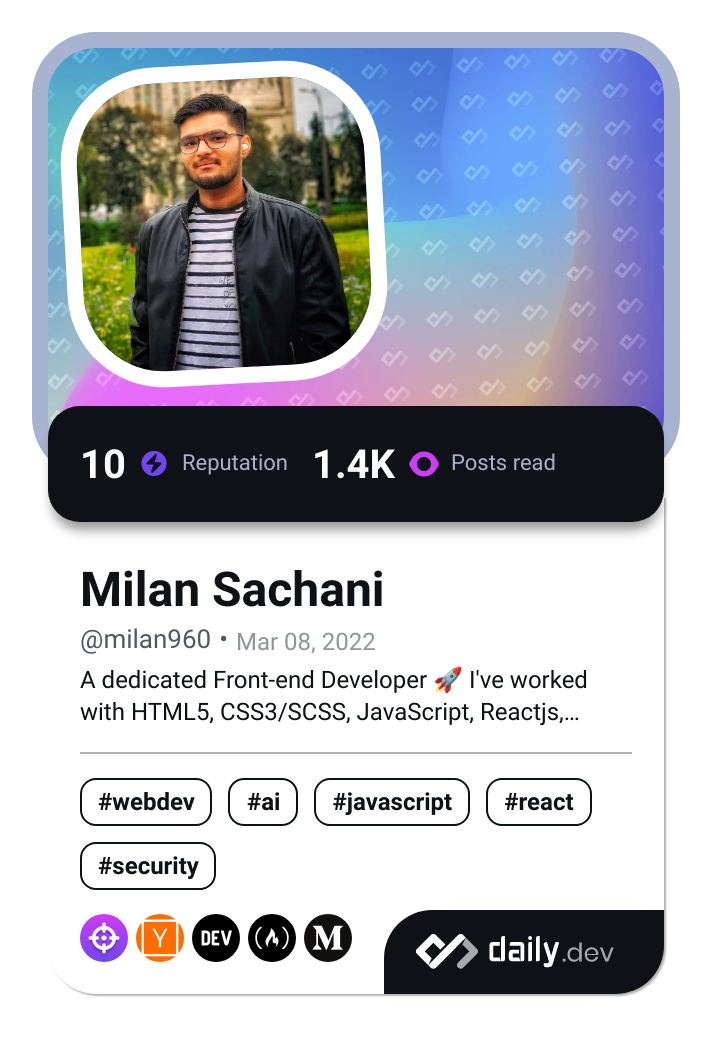 10 Reputation 1.4K Posts read
Milan Sachani
@milan960 • Mar 08, 2022
A dedicated Front-end Developer 🚀 I've worked
with HTML5, CSS3/SCSS, JavaScript, Reactjs,...
#webdev #ai #javascript #react
#security
Y DEV M
daily.dev